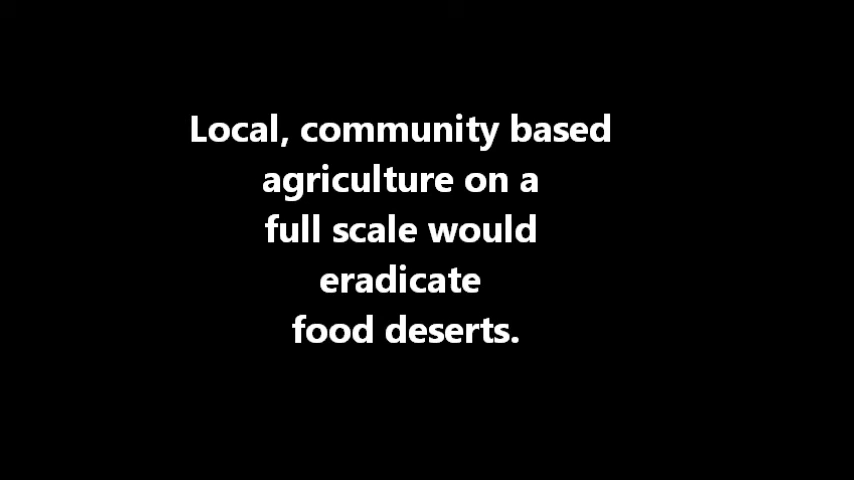 Local, community based
agriculture on a
full scale would
eradicate
food deserts.